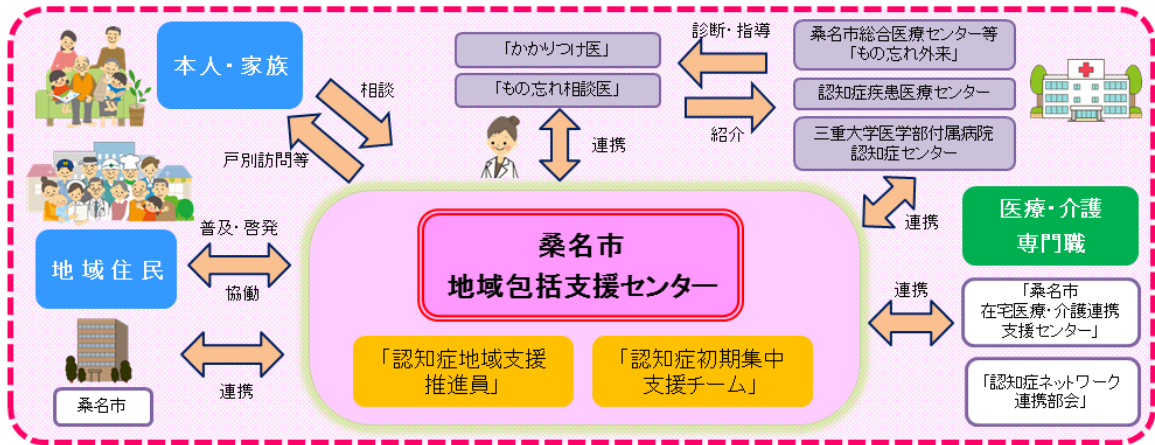 本人・家族
相談
戸別訪問等
「かかりつけ医」
「もの忘れ相談医」
連携
診断・指導
紹介
桑名市総合医療センター等
「もの忘れ外来」
認知症疾患医療センター
三重大学医学部付属病院
認知症センター
連携
地域住民
普及・啓発
協働
桑名市
連携
桑名市
地域包括支援センター
「認知症地域支援
推進員」
「認知症初期集中
支援チーム」
医療・介護
専門職
連携
「桑名市
在宅医療・介護連携
支援センター」
「認知症ネットワーク
連携部会」